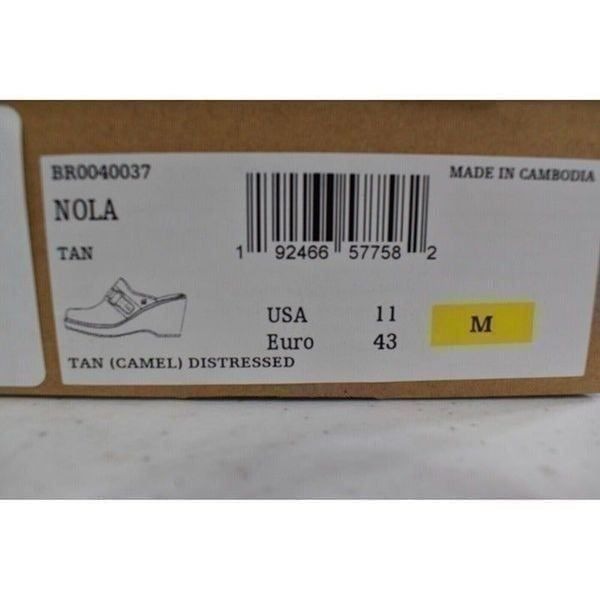 BR0040037
MADE IN CAMBODIA
NOLA
TAN
1 92466 57758 2
USA 11
Euro 43
M
TAN (CAMEL) DISTRESSED